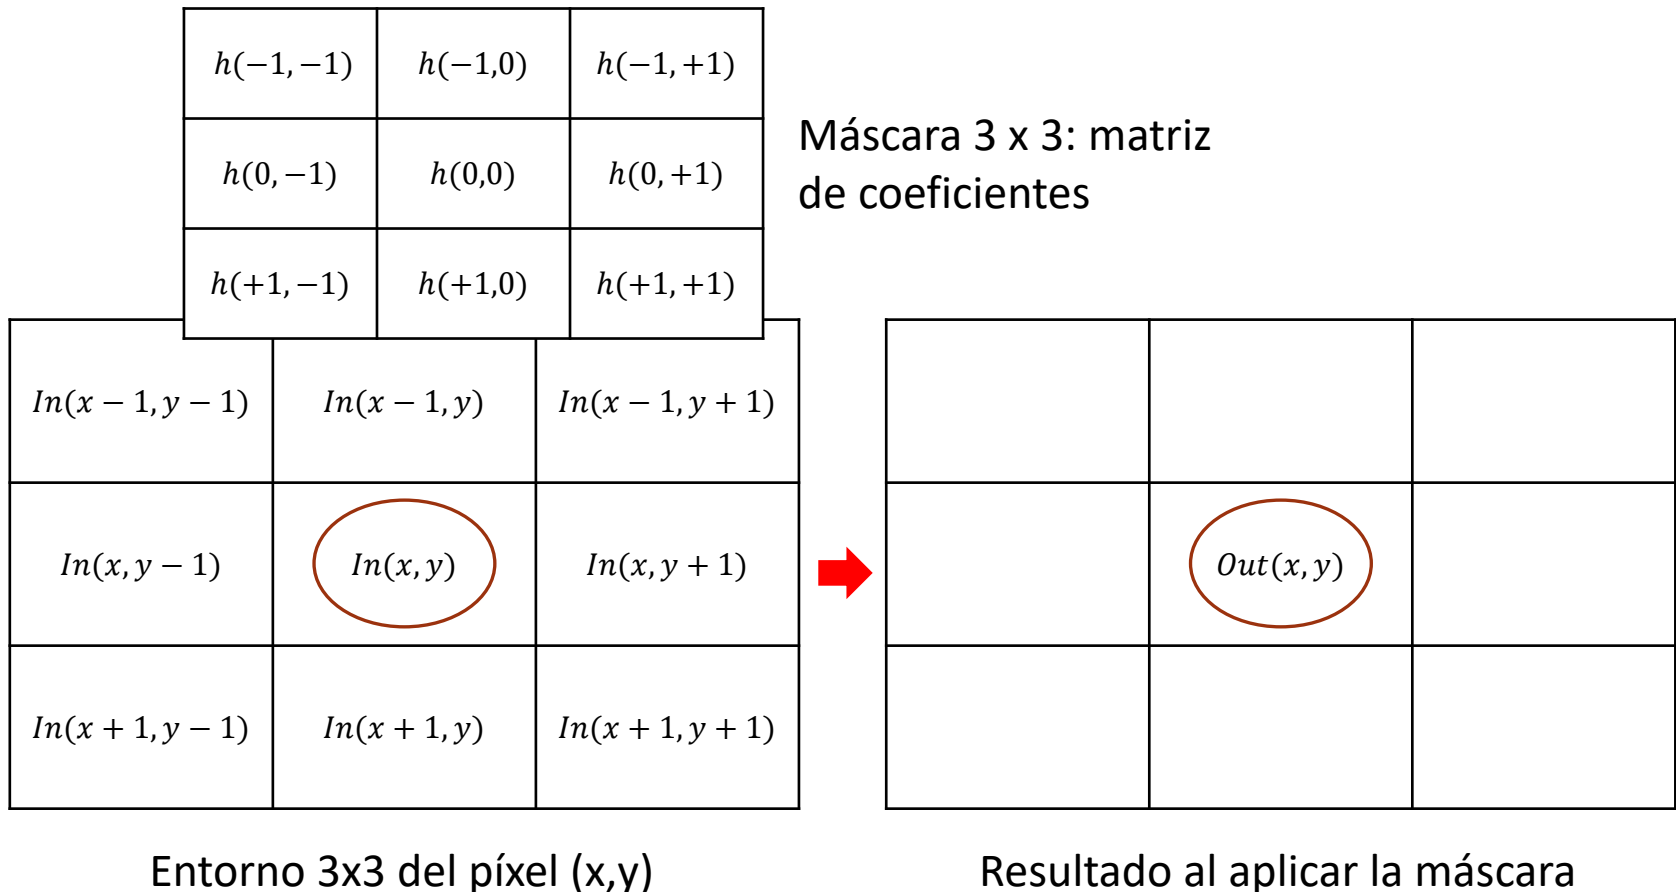 h(−1,−1) h(−1,0) h(−1,+1)
h(0,−1) h(0,0) h(0,+1)
h(+1,−1) h(+1,0) h(+1,+1)
Máscara 3 x 3: matriz
de coeficientes
In(x − 1, y − 1) In(x − 1, y) In(x − 1, y + 1)
In(x, y − 1) In(x, y) In(x, y + 1)
In(x + 1, y − 1) In(x + 1, y) In(x + 1, y + 1)
Out(x, y)
Entorno 3x3 del píxel (x,y)
Resultado al aplicar la máscara